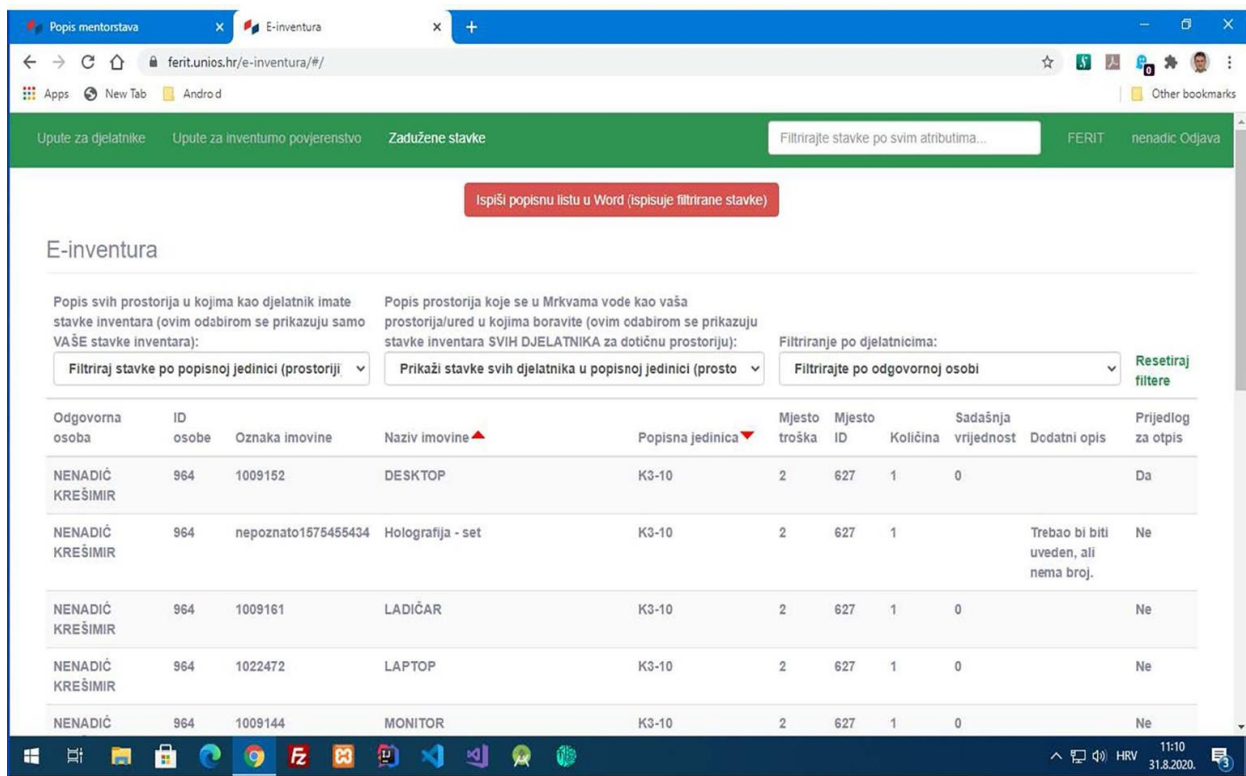 Popis mentorstava
E-inventura
ferit.unios.hr/e-inventura/#/
Apps New Tab Andro d Other bookmarks
Upute za djelatnike Upute za inventurno povjerenstvo Zadužene stavke Filtrirajte stavke po svim atributima... FERIT nenadic Odjava
Ispiši popisnu listu u Word (ispisuje filtrirane stavke)
E-inventura
Popis svih prostorija u kojima kao djelatnik imate
stavke inventara (ovim odabirom se prikazuju samo
VAŠE stavke inventara):
Filtriraj stavke po popisnoj jedinici (prostoriji
Popis prostorija koje se u Mrkvama vode kao vaša
prostorija/ured u kojima boravite (ovim odabirom se prikazuju
stavke inventara SVIH DJELATNIKA za dotičnu prostoriju):
Prikaži stavke svih djelatnika u popisnoj jedinici (prosto
Filtriranje po djelatnicima:
Filtrirajte po odgovornoj osobi
Resetiraj
filtere
Odgovorna ID Mjesto Mjesto Sadašnja Prijedlog
osoba osobe Oznaka imovine Naziv imovine Popisna jedinica troška ID Količina vrijednost Dodatni opis za otpis
NENADIĆ 964 1009152 DESKTOP K3-10 2 627 1 0 Da
KREŠIMIR
NENADIĆ 964 nepoznato1575455434 Holografija - set K3-10 2 627 1 Trebao bi biti Ne
KREŠIMIR uveden, ali
nema broj.
NENADIĆ 964 1009161 LADIČAR K3-10 2 627 1 0 Ne
KREŠIMIR
NENADIĆ 964 1022472 LAPTOP K3-10 2 627 1 0 Ne
KREŠIMIR
NENADIĆ 964 1009144 MONITOR K3-10 2 627 1 0 Ne
HRV 11:10
31.8.2020.
3